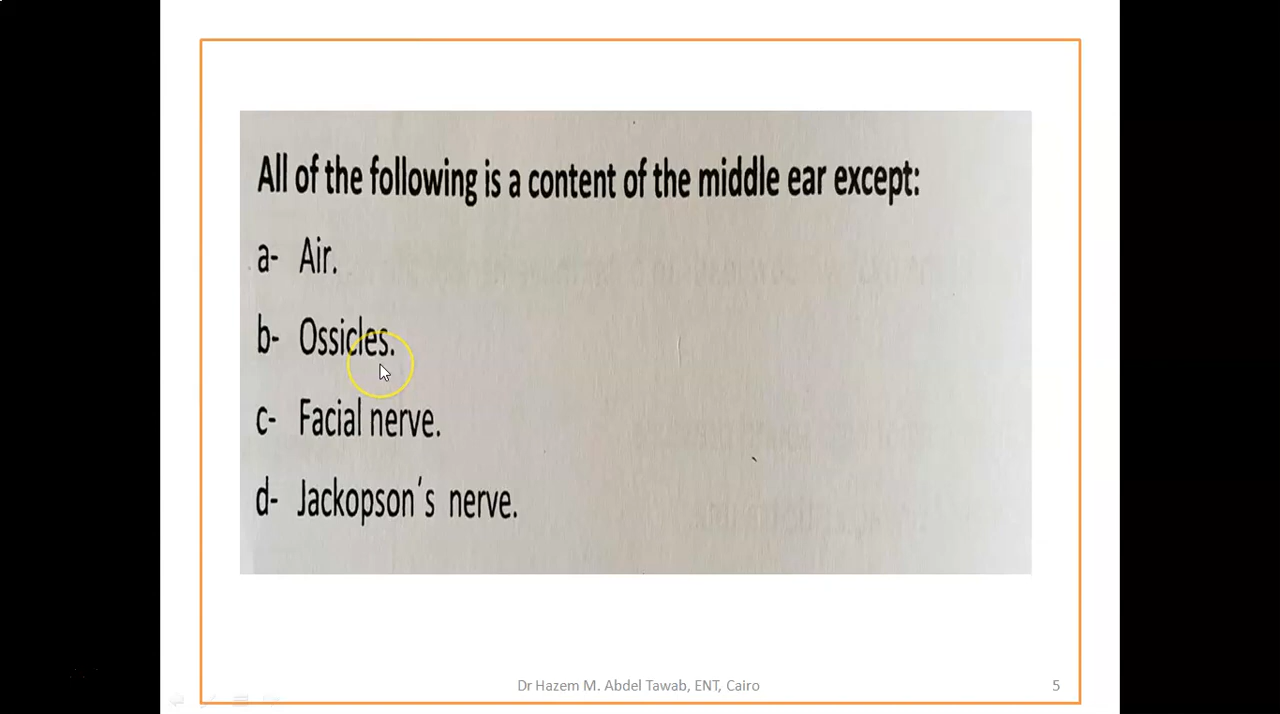 All of the following is a content of the middle ear except:
a- Air.
b- Ossicles.
c- Facial nerve.
d- Jackopson's nerve.
Dr Hazem M. Abdel Tawab, ENT, Cairo
5